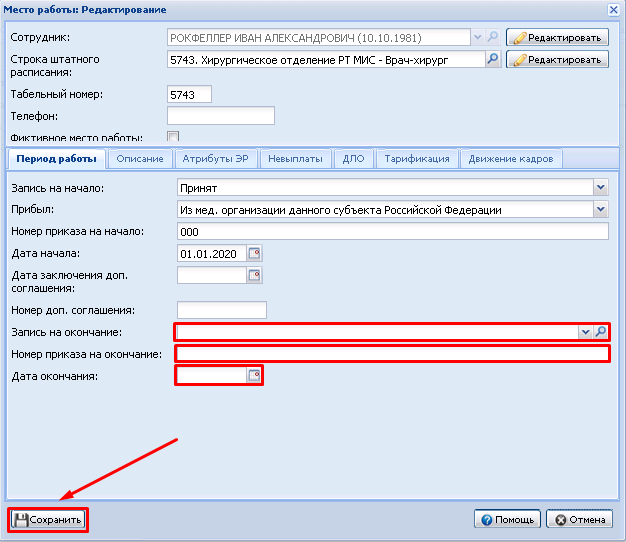 Место работы: Редактирование
Сотрудник: РОКФЕЛЛЕР ИВАН АЛЕКСАНДРОВИЧ (10.10.1981) Редактировать
Строка штатного расписания: 5743. Хирургическое отделение РТ МИС - Врач-хирург Редактировать
Табельный номер: 5743
Телефон:
Фиктивное место работы:
Период работы Описание Атрибуты ЭР Невыплаты ДЛО Тарификация Движение кадров
Запись на начало: Принят
Прибыл: Из мед. организации данного субъекта Российской Федерации
Номер приказа на начало: 000
Дата начала: 01.01.2020
Дата заключения доп.
соглашения:
Номер доп. соглашения:
Запись на окончание:
Номер приказа на окончание:
Дата окончания:
Сохранить Помощь Отмена